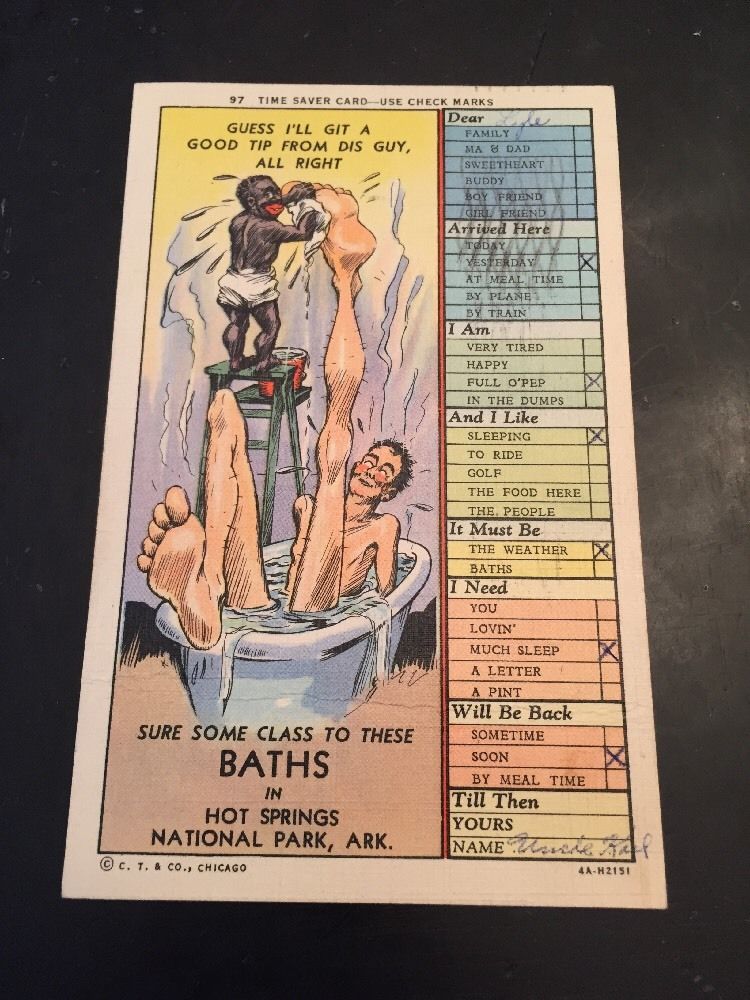 97 TIME SAVER CARD—USE CHECK MARKS
GUESS I'LL GIT A
GOOD TIP FROM DIS GUY,
ALL RIGHT
SURE SOME CLASS TO THESE
BATHS
IN
HOT SPRINGS
NATIONAL PARK, ARK.
Dear
FAMILY
MA & DAD
SWEETHEART
BUDDY
BOY FRIEND
GIRL FRIEND
Arrived Here
TODAY
YESTERDAY X
AT MEAL TIME
BY PLANE
BY TRAIN
I Am
VERY TIRED
HAPPY
FULL O'PEP X
IN THE DUMPS
And I Like
SLEEPING X
TO RIDE
GOLF
THE FOOD HERE
THE PEOPLE
It Must Be
THE WEATHER X
BATHS
I Need
YOU
LOVIN'
MUCH SLEEP X
A LETTER
A PINT
Will Be Back
SOMETIME
SOON X
BY MEAL TIME
Till Then
YOURS
NAME Uncle
© C. T. & CO., CHICAGO
4A-H2151